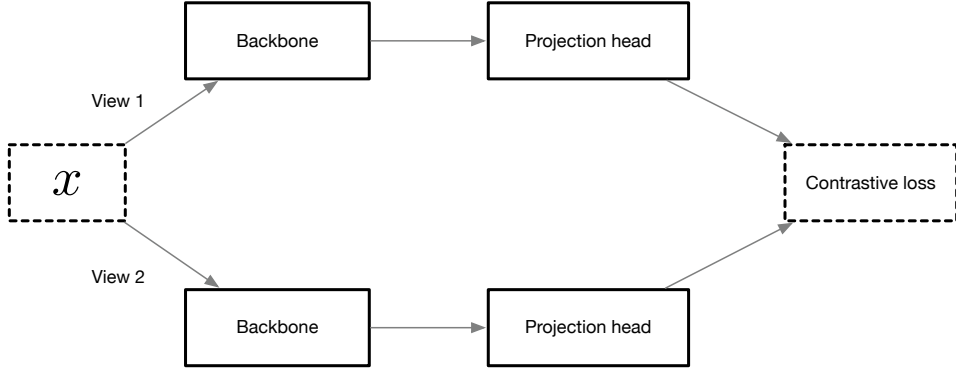 Backbone
Projection head
View 1
x
Contrastive loss
View 2
Backbone
Projection head